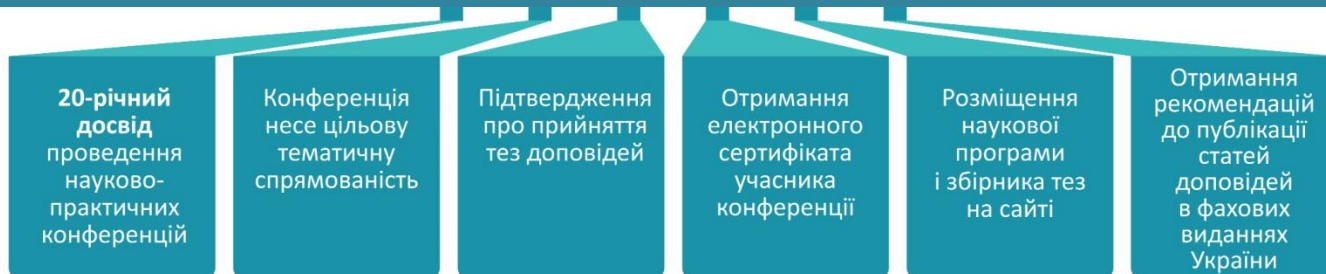 20-річний
досвід
проведення
науково-
практичних
конференцій
Конференція
несе цільову
тематичну
спрямованість
Підтвердження
про прийняття
тез доповідей
Отримання
електронного
сертифіката
учасника
конференції
Розміщення
наукової
програми
і збірника тез
на сайті
Отримання
рекомендацій
до публікації
статей
доповідей
в фахових
виданнях
України